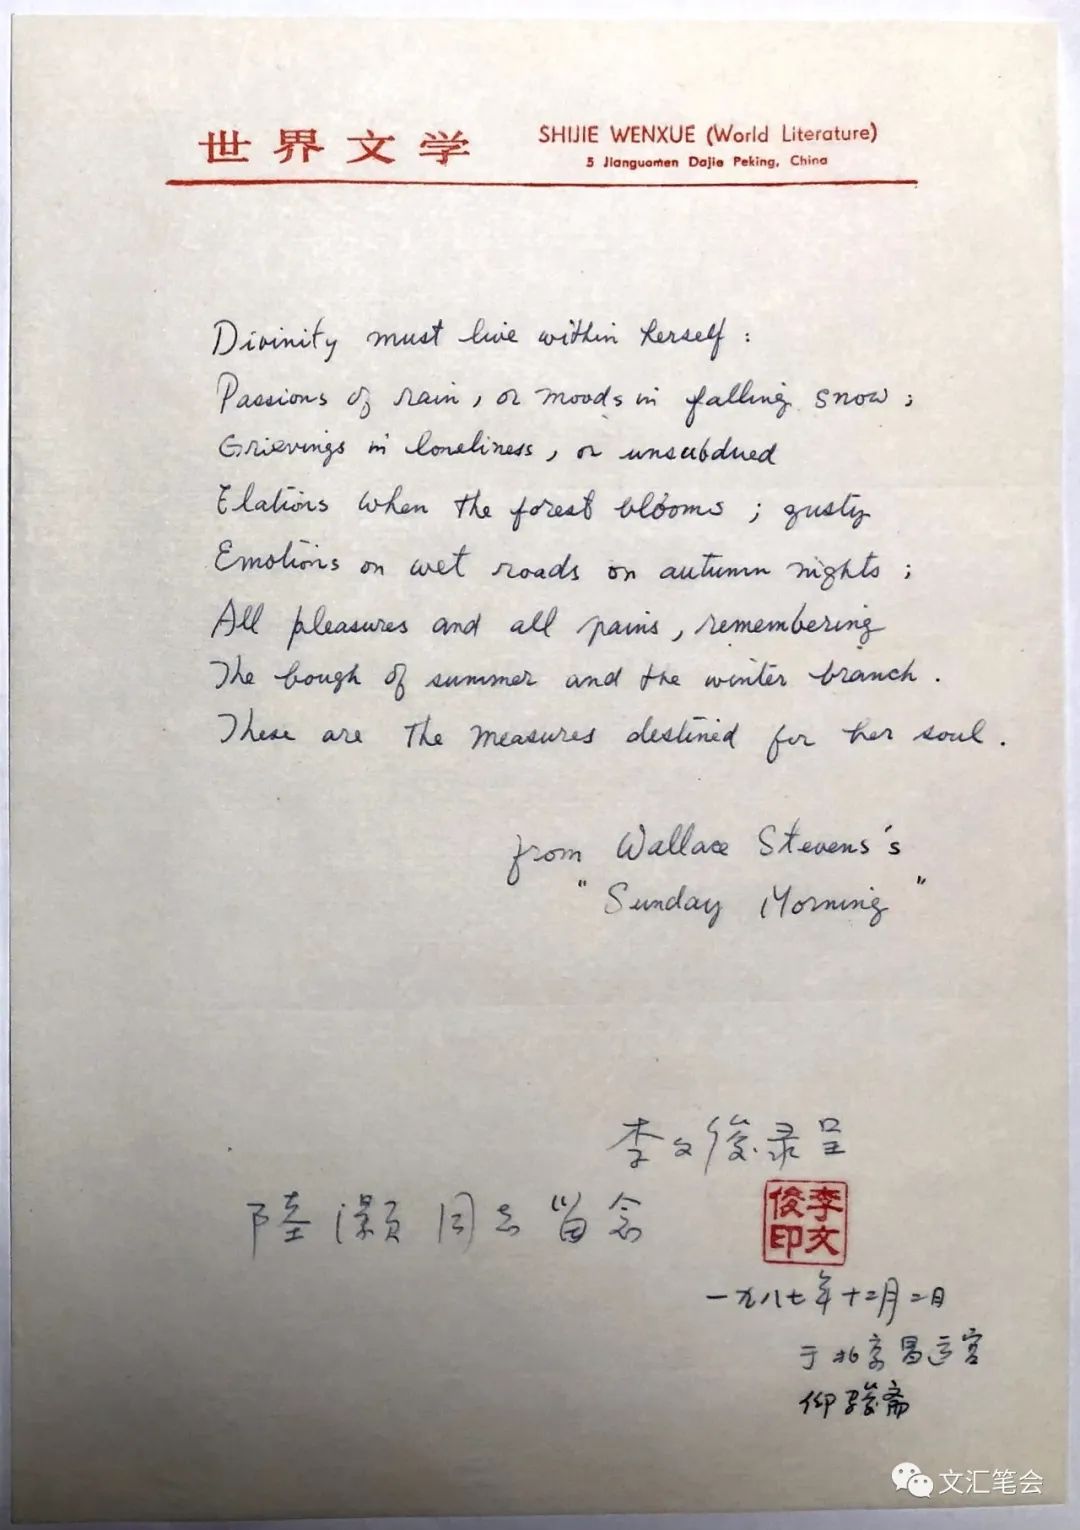 世界文学
SHIJIE WENXUE (World Literature)
5 Jianguomen Dajie Peking, China
Divinity must live within herself:
Passions of rain, or moods in falling snow;
Grievings in loneliness, or unsubdued
Elations when the forest blooms; gusty
Emotions on wet roads on autumn nights;
All pleasures and all pains, remembering
The bough of summer and the winter branch.
These are the measures destined for her soul.
from Wallace Stevens's
"Sunday Morning"
李文俊录呈
陆灏同志留念
李文俊印
一九八七年十二月二日
于北京昌运宫
仰骏斋
文汇笔会